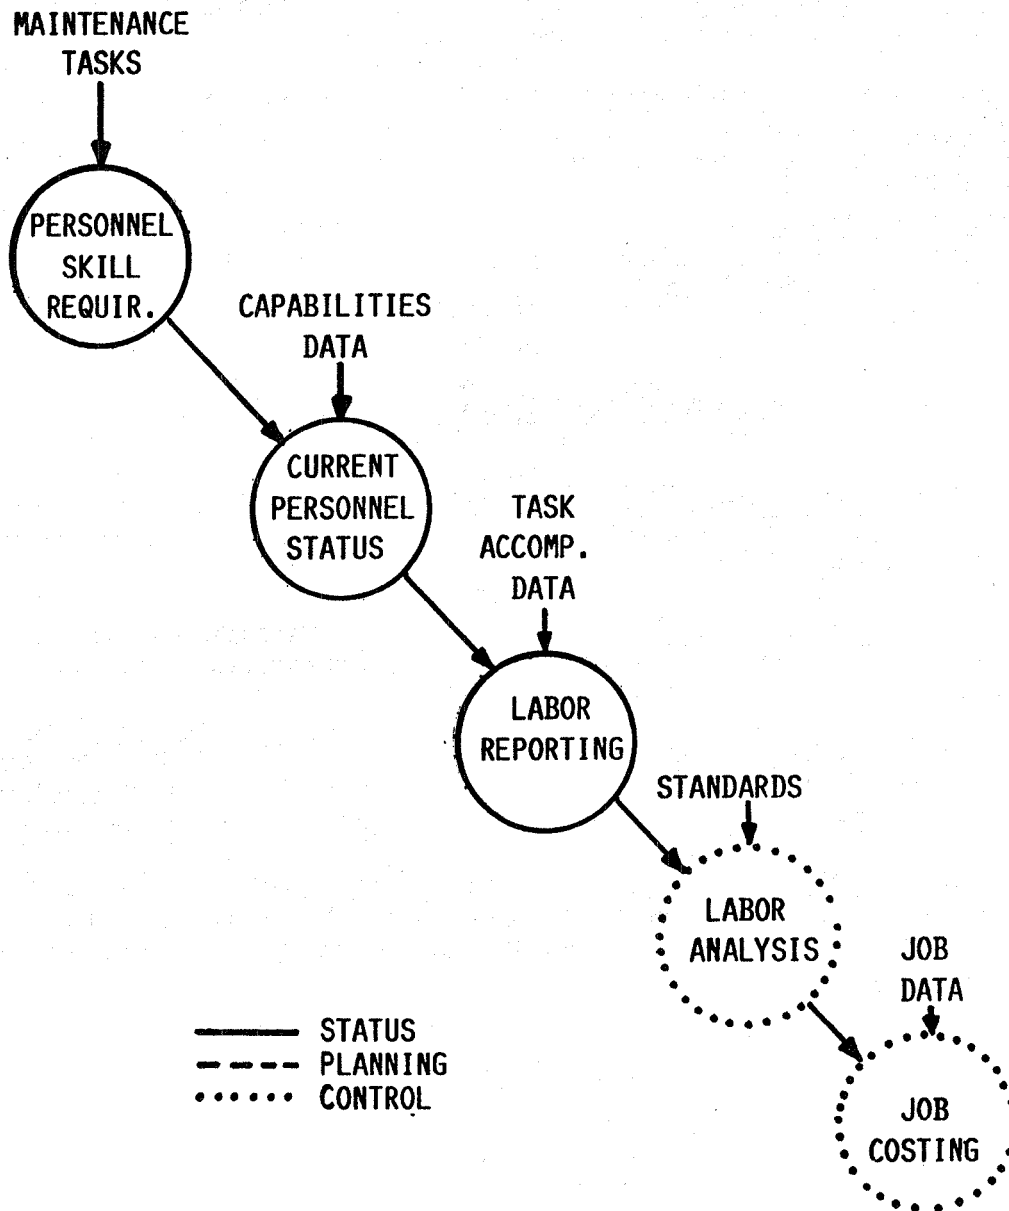 MAINTENANCE
TASKS
PERSONNEL
SKILL
REQUIR.
CAPABILITIES
DATA
CURRENT
PERSONNEL
STATUS
TASK
ACCOMP.
DATA
LABOR
REPORTING
STANDARDS
LABOR
ANALYSIS
JOB
DATA
STATUS
PLANNING
CONTROL
JOB
COSTING